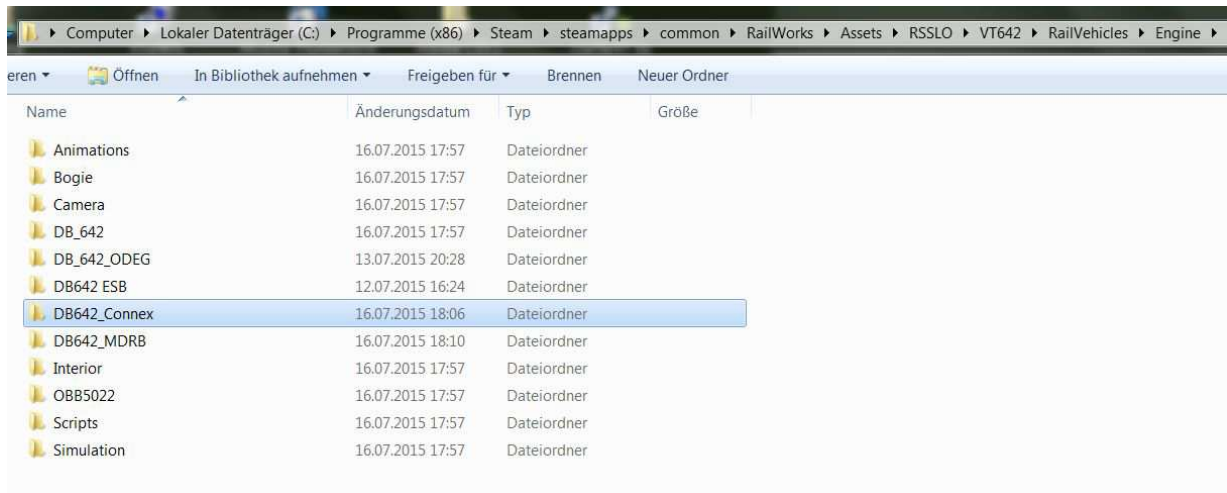 Computer Lokaler Datenträger (C:) Programme (x86) Steam steamapps common RailWorks Assets RSSLO VT642 RailVehicles Engine
eren Öffnen In Bibliothek aufnehmen Freigeben für Brennen Neuer Ordner
Name Änderungsdatum Typ Größe
Animations 16.07.2015 17:57 Dateiordner
Bogie 16.07.2015 17:57 Dateiordner
Camera 16.07.2015 17:57 Dateiordner
DB_642 16.07.2015 17:57 Dateiordner
DB_642_ODEG 13.07.2015 20:28 Dateiordner
DB642 ESB 12.07.2015 16:24 Dateiordner
DB642_Connex 16.07.2015 18:06 Dateiordner
DB642_MDRB 16.07.2015 18:10 Dateiordner
Interior 16.07.2015 17:57 Dateiordner
OBB5022 16.07.2015 17:57 Dateiordner
Scripts 16.07.2015 17:57 Dateiordner
Simulation 16.07.2015 17:57 Dateiordner